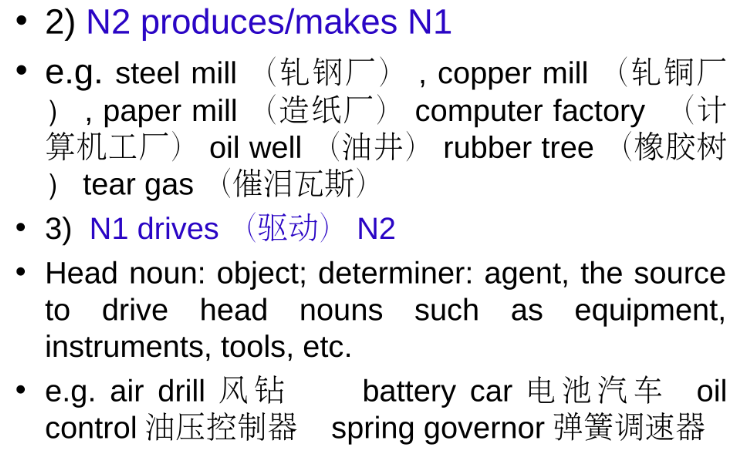 • 2) N2 produces/makes N1
• e.g. steel mill （轧钢厂） , copper mill （轧铜厂
） , paper mill （造纸厂） computer factory （计
算机工厂） oil well （油井） rubber tree （橡胶树
） tear gas （催泪瓦斯）
• 3) N1 drives （驱动） N2
• Head noun: object; determiner: agent, the source
to drive head nouns such as equipment,
instruments, tools, etc.
• e.g. air drill 风钻 battery car 电池汽车 oil
control 油压控制器 spring governor 弹簧调速器